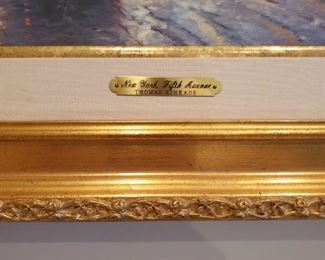 New York, Fifth Avenue
THOMAS KINKADE